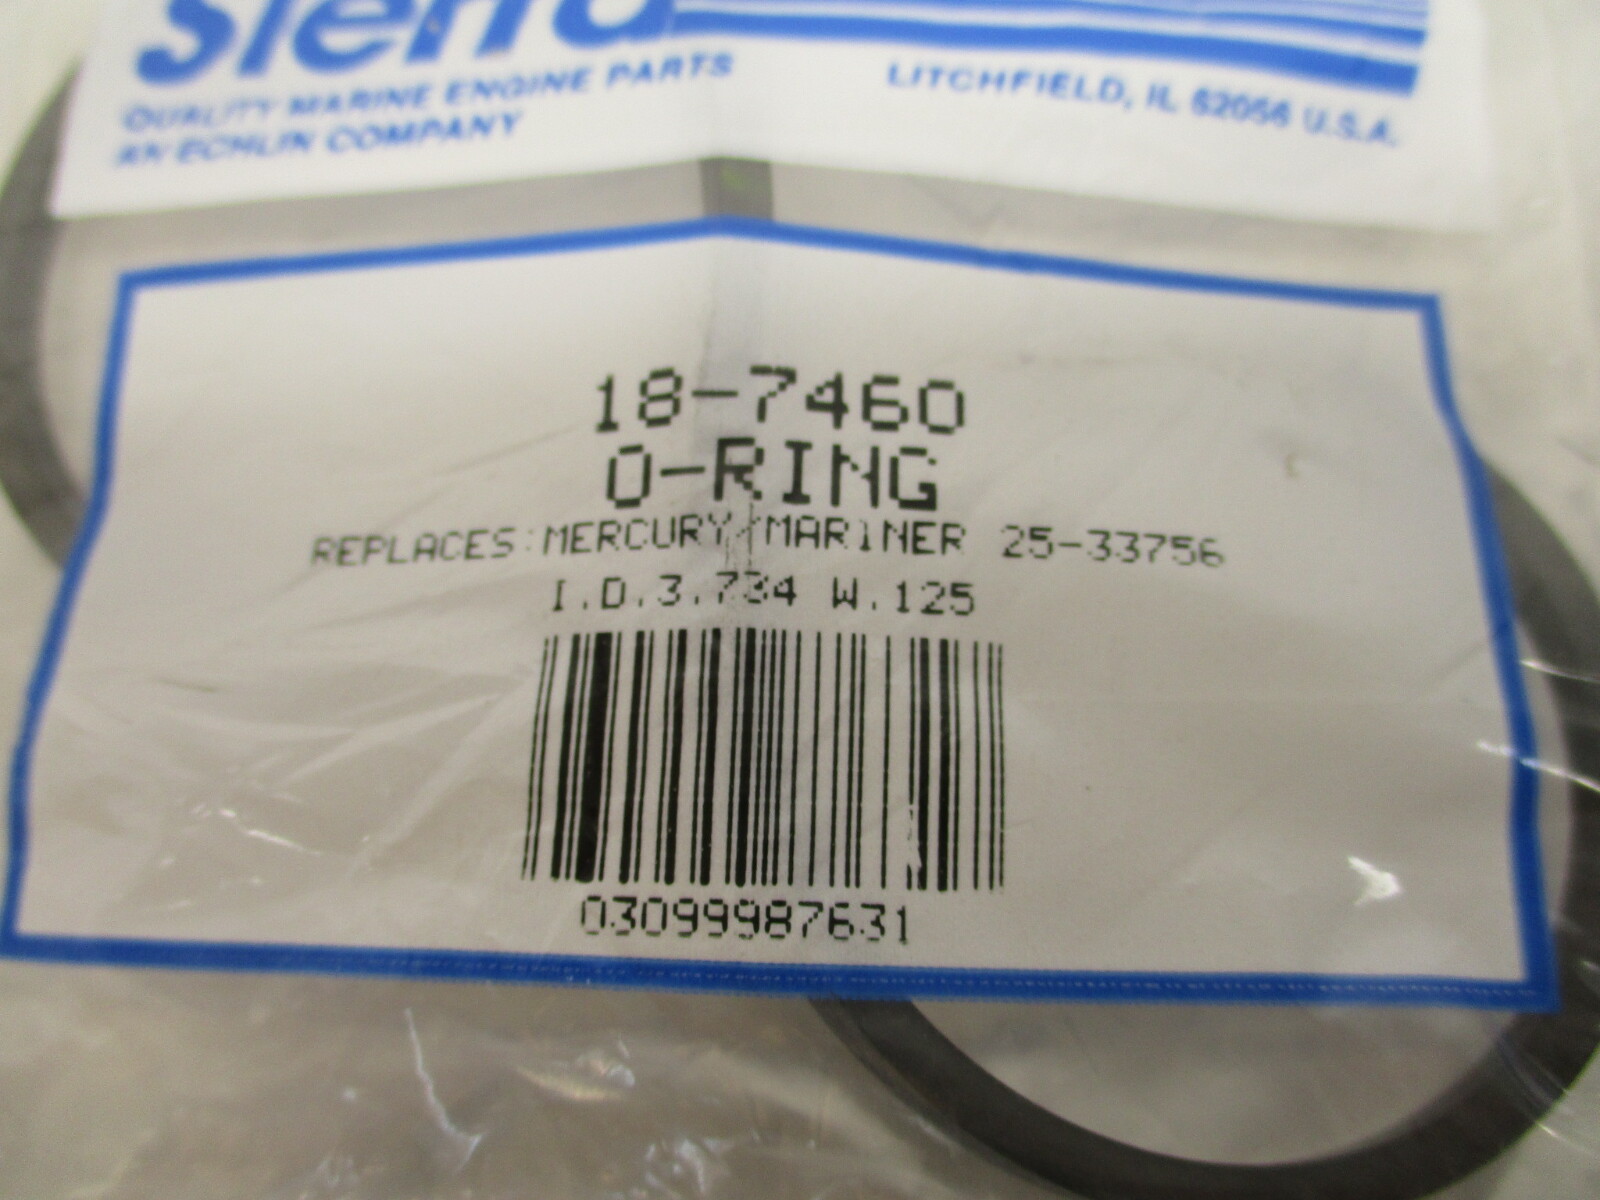 Sierra
QUALITY MARINE ENGINE PARTS
AN ECHLIN COMPANY
LITCHFIELD, IL 62056 U.S.A.
18-7460
O-RING
REPLACES:MERCURY/MARINER 25-33756
I.D.3.734 W.125
03099987631